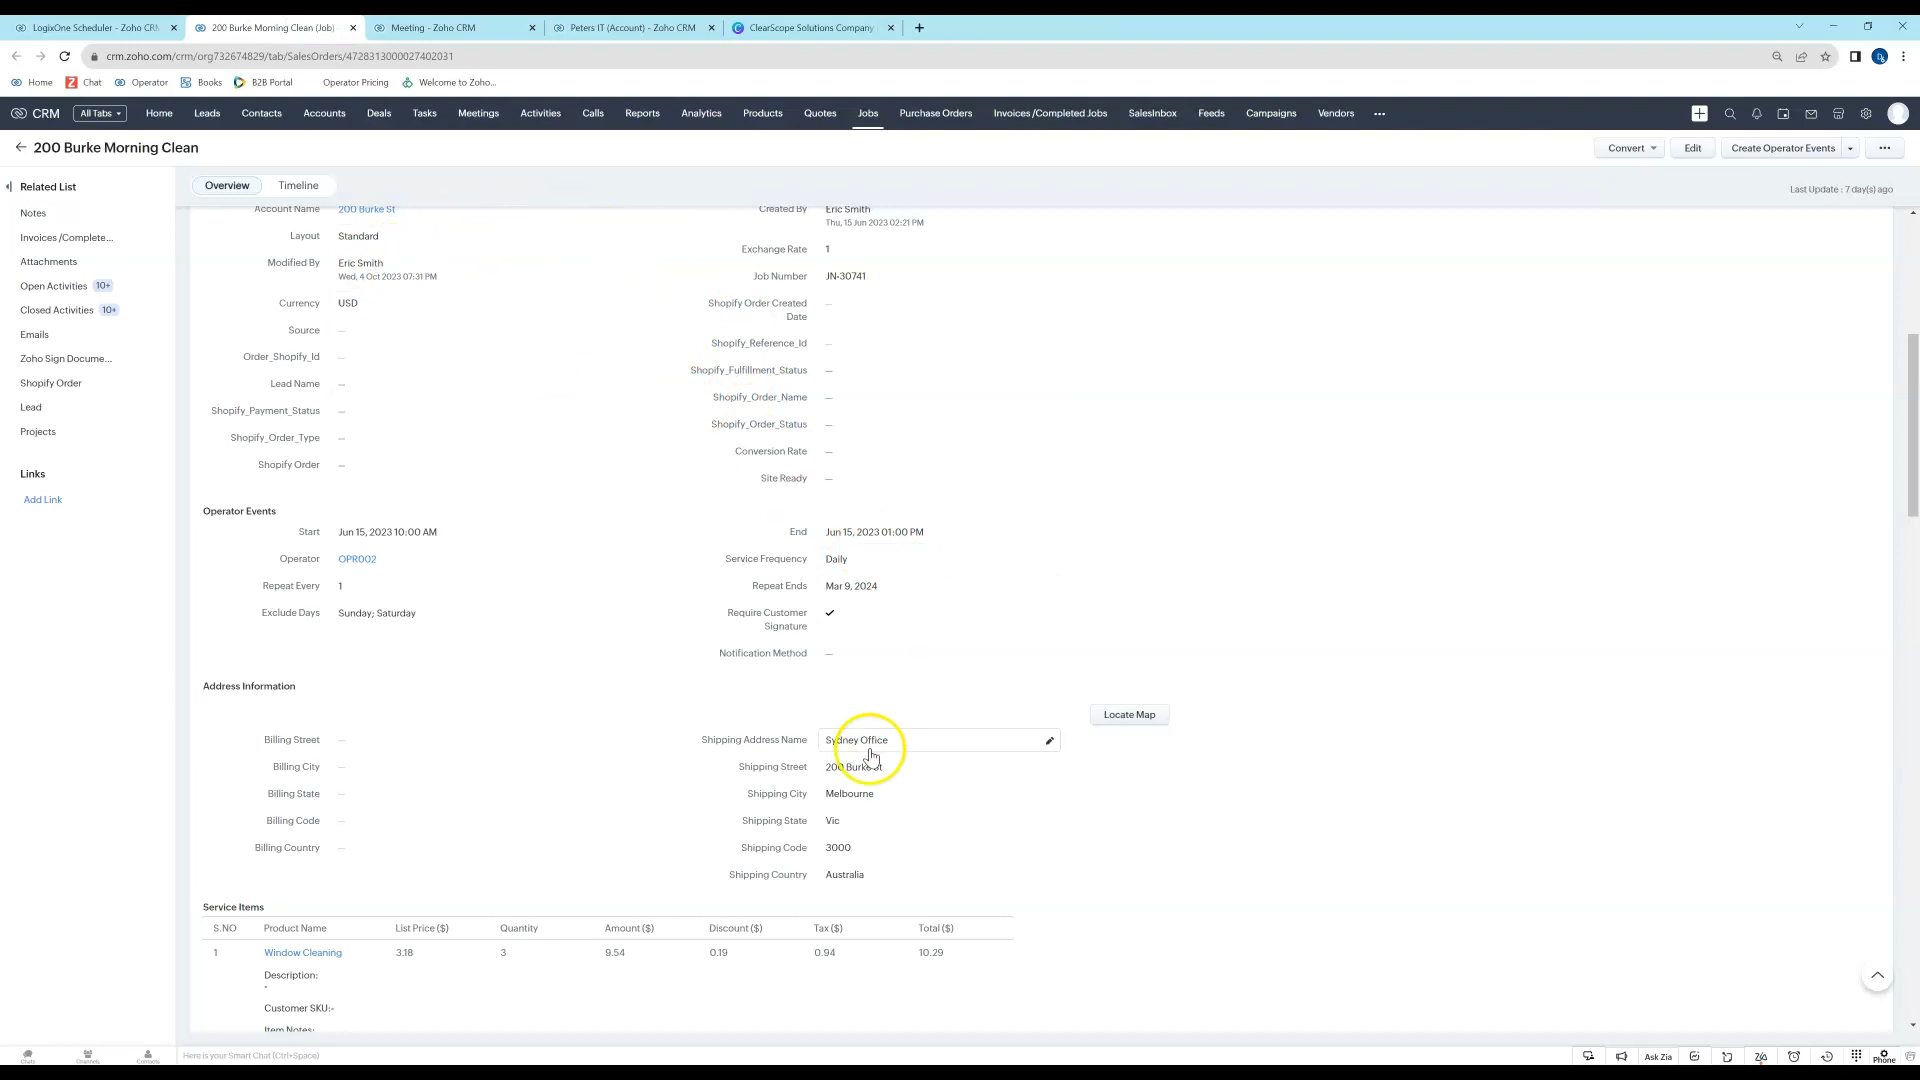 LogixOne Scheduler - Zoho CRM
200 Burke Morning Clean (Job)
Meeting - Zoho CRM
Peters IT (Account) - Zoho CRM
ClearScope Solutions Company
crm.zoho.com/crm/org732674829/tab/SalesOrders/4728313000027402031
Home Chat Operator Books B2B Portal Operator Pricing Welcome to Zoho...
CRM All Tabs Home Leads Contacts Accounts Deals Tasks Meetings Activities Calls Reports Analytics Products Quotes Jobs Purchase Orders Invoices /Completed Jobs SalesInbox Feeds Campaigns Vendors
200 Burke Morning Clean
Convert Edit Create Operator Events
Related List
Notes
Invoices /Complete...
Attachments
Open Activities 10+
Closed Activities 10+
Emails
Zoho Sign Docume...
Shopify Order
Lead
Projects
Links
Add Link
Overview Timeline
Last Update : 7 day(s) ago
Account Name 200 Burke St
Created By Eric Smith
Thu, 15 Jun 2023 02:21 PM
Layout Standard
Exchange Rate 1
Modified By Eric Smith
Wed, 4 Oct 2023 07:31 PM
Job Number JN-30741
Currency USD
Shopify Order Created
Date —
Source —
Order_Shopify_Id —
Shopify_Reference_Id —
Lead Name —
Shopify_Fulfillment_Status —
Shopify_Payment_Status —
Shopify_Order_Name —
Shopify_Order_Type —
Shopify_Order_Status —
Shopify Order —
Conversion Rate —
Site Ready —
Operator Events
Start Jun 15, 2023 10:00 AM
End Jun 15, 2023 01:00 PM
Operator OPR002
Service Frequency Daily
Repeat Every 1
Repeat Ends Mar 9, 2024
Exclude Days Sunday; Saturday
Require Customer
Signature
Notification Method —
Address Information
Locate Map
Billing Street —
Shipping Address Name Sydney Office
Billing City —
Shipping Street 200 Burke St
Billing State —
Shipping City Melbourne
Billing Code —
Shipping State Vic
Billing Country —
Shipping Code 3000
Shipping Country Australia
Service Items
S.NO Product Name List Price ($) Quantity Amount ($) Discount ($) Tax ($) Total ($)
1 Window Cleaning 3.18 3 9.54 0.19 0.94 10.29
Description:
-
Customer SKU:-
Item Notes:
Chats Channels Contacts
Here is your Smart Chat (Ctrl+Space)
Ask Zia
Phone